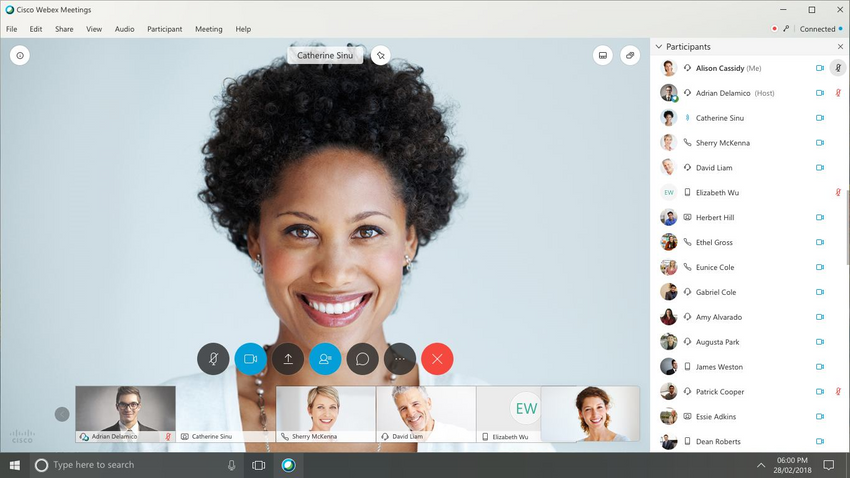 Cisco Webex Meetings
File Edit Share View Audio Participant Meeting Help
Connected
Catherine Sinu
Participants
Alison Cassidy (Me)
Adrian Delamico (Host)
Catherine Sinu
Sherry McKenna
David Liam
EW Elizabeth Wu
Herbert Hill
Ethel Gross
Eunice Cole
Gabriel Cole
Amy Alvarado
Augusta Park
James Weston
Patrick Cooper
Essie Adkins
Dean Roberts
EW
Adrian Delamico Catherine Sinu Sherry McKenna David Liam Elizabeth Wu
CISCO
Type here to search
06:00 PM
28/02/2018